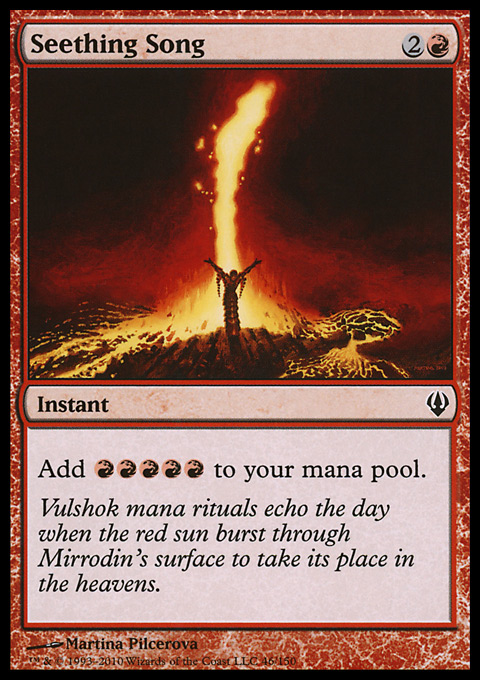 Seething Song 2
Instant
Add to your mana pool.
Vulshok mana rituals echo the day
when the red sun burst through
Mirrodin's surface to take its place in
the heavens.
Martina Pilcerova
™ & © 1993–2010 Wizards of the Coast LLC 46/150